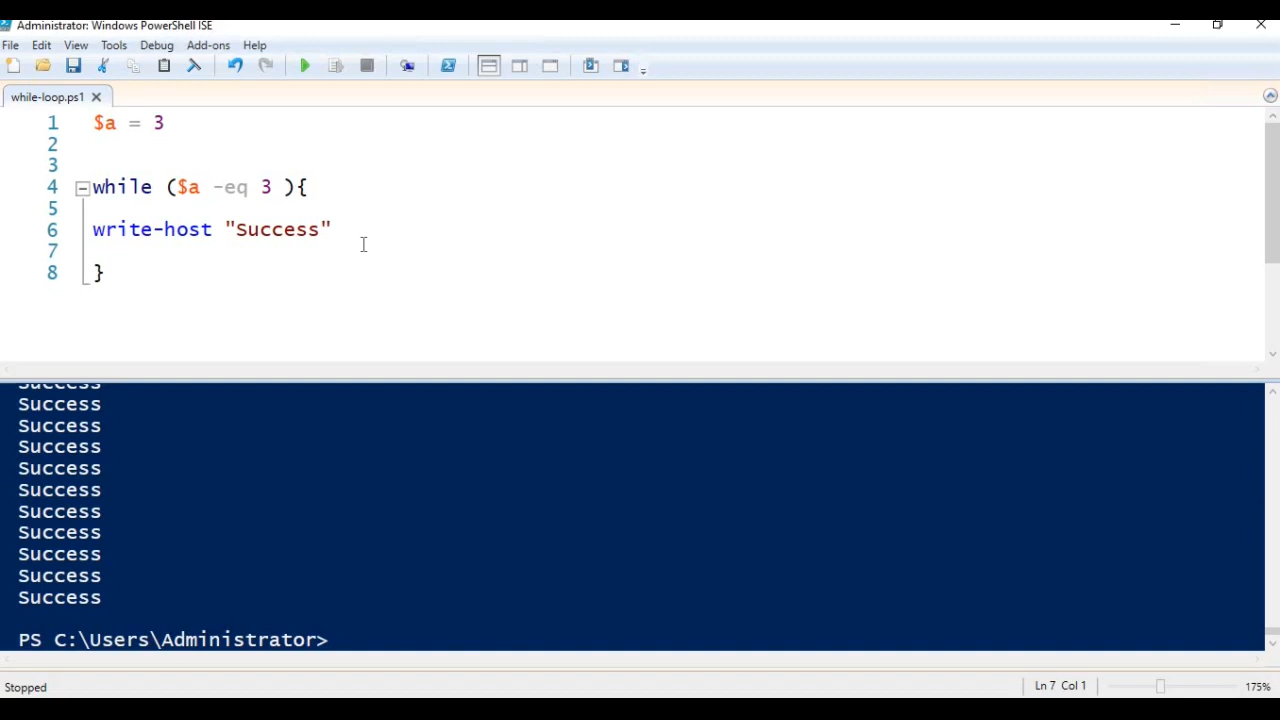 Administrator: Windows PowerShell ISE
File Edit View Tools Debug Add-ons Help
while-loop.ps1
1 $a = 3
2
3
4 while ($a -eq 3 ){
5
6 write-host "Success"
7
8 }
Success
Success
Success
Success
Success
Success
Success
Success
Success
Success
Success
PS C:\Users\Administrator>
Stopped Ln 7 Col 1 175%